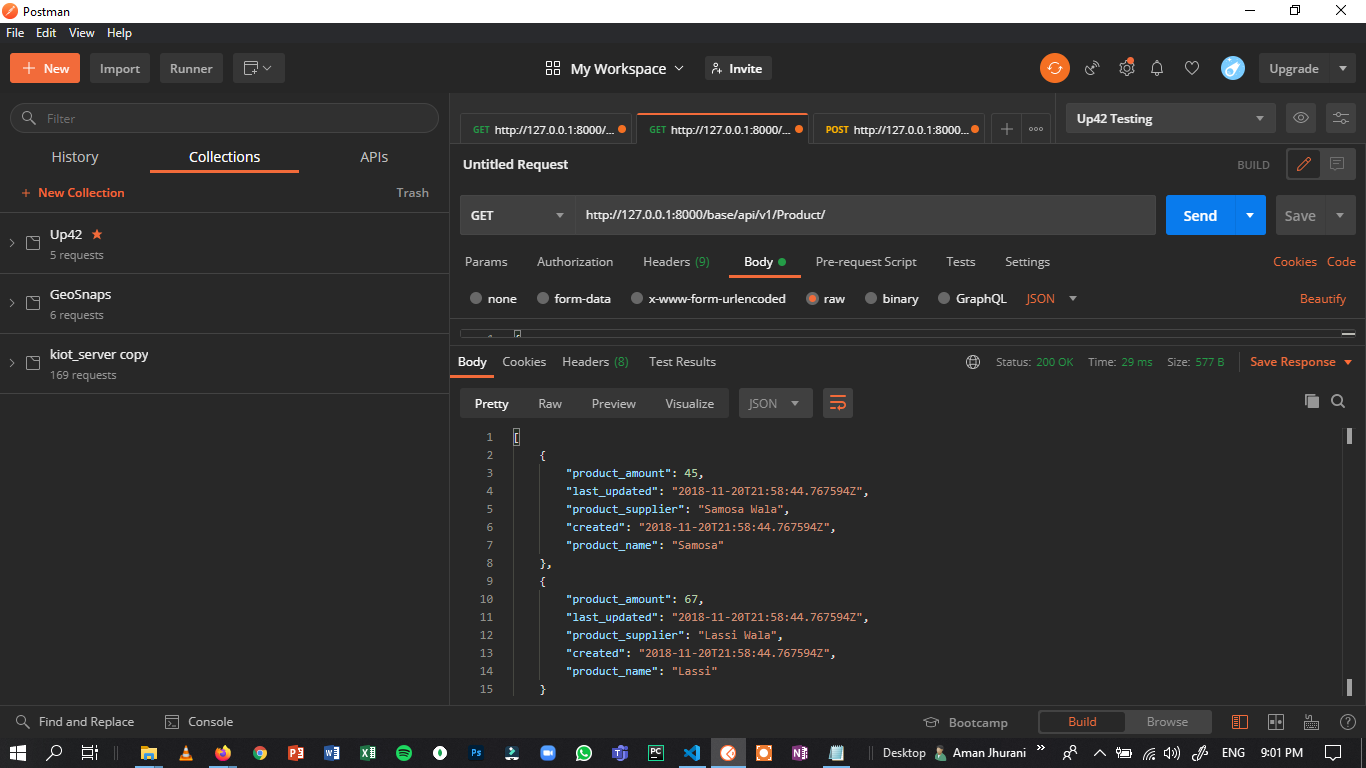 Postman
File Edit View Help
New Import Runner My Workspace Invite Upgrade
Filter
GET http://127.0.0.1:8000/... GET http://127.0.0.1:8000/... POST http://127.0.0.1:8000... Up42 Testing
History Collections APIs
Untitled Request BUILD
+ New Collection Trash
GET http://127.0.0.1:8000/base/api/v1/Product/ Send Save
Up42
5 requests
Params Authorization Headers (9) Body Pre-request Script Tests Settings Cookies Code
GeoSnaps
6 requests
none form-data x-www-form-urlencoded raw binary GraphQL JSON Beautify
kiot_server copy
169 requests
Body Cookies Headers (8) Test Results Status: 200 OK Time: 29 ms Size: 577 B Save Response
Pretty Raw Preview Visualize JSON
1 [
2 {
3 "product_amount": 45,
4 "last_updated": "2018-11-20T21:58:44.767594Z",
5 "product_supplier": "Samosa Wala",
6 "created": "2018-11-20T21:58:44.767594Z",
7 "product_name": "Samosa"
8 },
9 {
10 "product_amount": 67,
11 "last_updated": "2018-11-20T21:58:44.767594Z",
12 "product_supplier": "Lassi Wala",
13 "created": "2018-11-20T21:58:44.767594Z",
14 "product_name": "Lassi"
15 }
Find and Replace Console Bootcamp Build Browse
Desktop Aman Jhurani ENG 9:01 PM